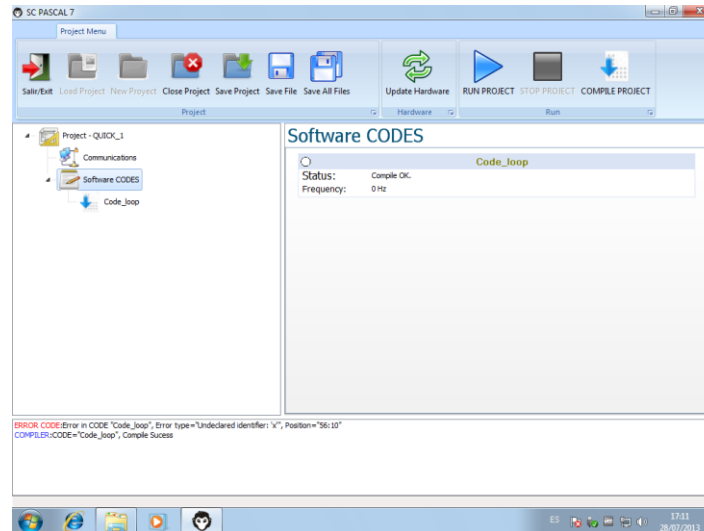 SC PASCAL 7
Project Menu
Salir/Exit Load Project New Proyect Close Project Save Project Save File Save All Files Update Hardware RUN PROJECT STOP PROJECT COMPILE PROJECT
Project Hardware Run
Project - QUICK_1
Communications
Software CODES
Code_loop
Software CODES
Code_loop
Status: Compile OK.
Frequency: 0 Hz
ERROR CODE:Error in CODE "Code_loop", Error type="Undeclared identifier: 'x'", Position="56:10"
COMPILER:CODE="Code_loop", Compile Sucess
ES 17:11
28/07/2013